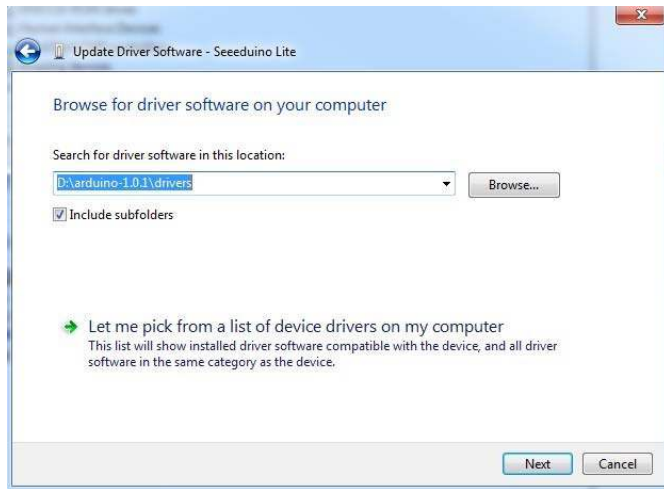 Update Driver Software - Seeeduino Lite
Browse for driver software on your computer
Search for driver software in this location:
D:\arduino-1.0.1\drivers
Browse...
Include subfolders
Let me pick from a list of device drivers on my computer
This list will show installed driver software compatible with the device, and all driver
software in the same category as the device.
Next
Cancel